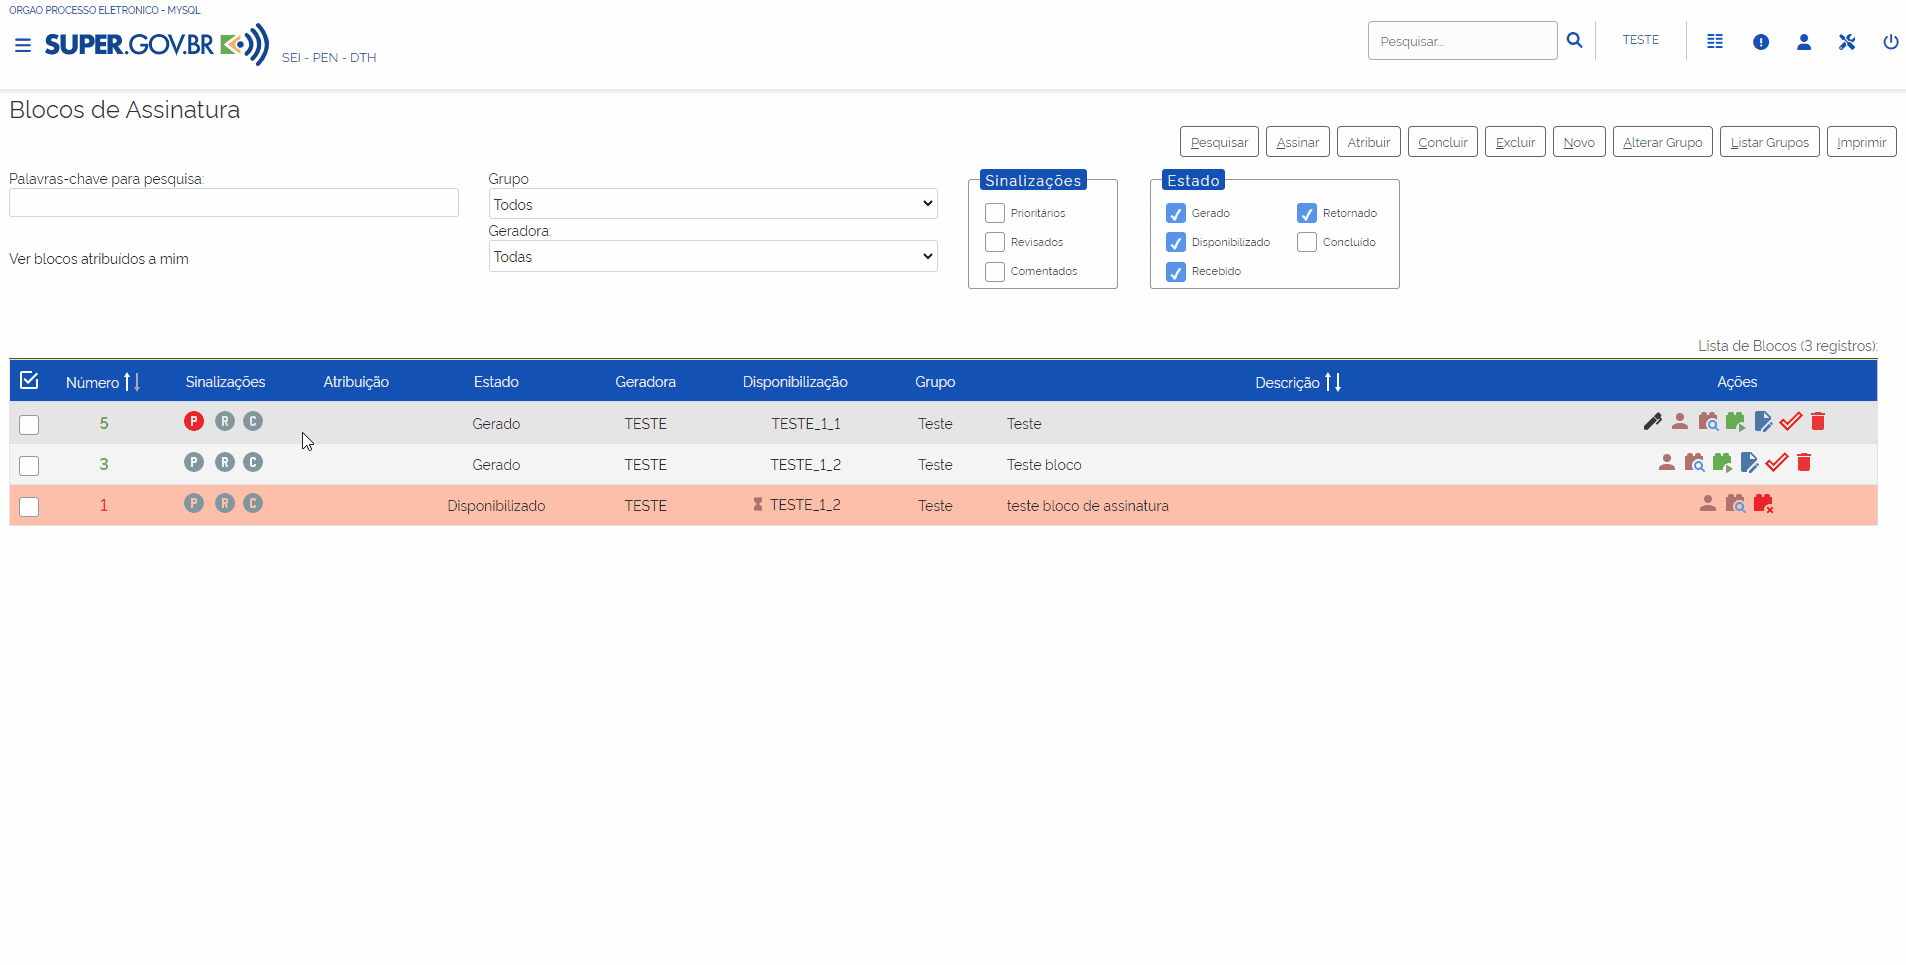 ORGAO PROCESSO ELETRONICO - MYSQL
SUPER.GOV.BR
SEI - PEN - DTH
Pesquisar...
TESTE
Blocos de Assinatura
Pesquisar Assinar Atribuir Concluir Excluir Novo Alterar Grupo Listar Grupos Imprimir
Palavras-chave para pesquisa:
Grupo
Todos
Geradora:
Todas
Ver blocos atribuídos a mim
Sinalizações
Prioritários
Revisados
Comentados
Estado
Gerado Retornado
Disponibilizado Concluído
Recebido
Lista de Blocos (3 registros):
Número Sinalizações Atribuição Estado Geradora Disponibilização Grupo Descrição Ações
5 P R C Gerado TESTE TESTE_1_1 Teste Teste
3 P R C Gerado TESTE TESTE_1_2 Teste Teste bloco
1 P R C Disponibilizado TESTE TESTE_1_2 Teste teste bloco de assinatura